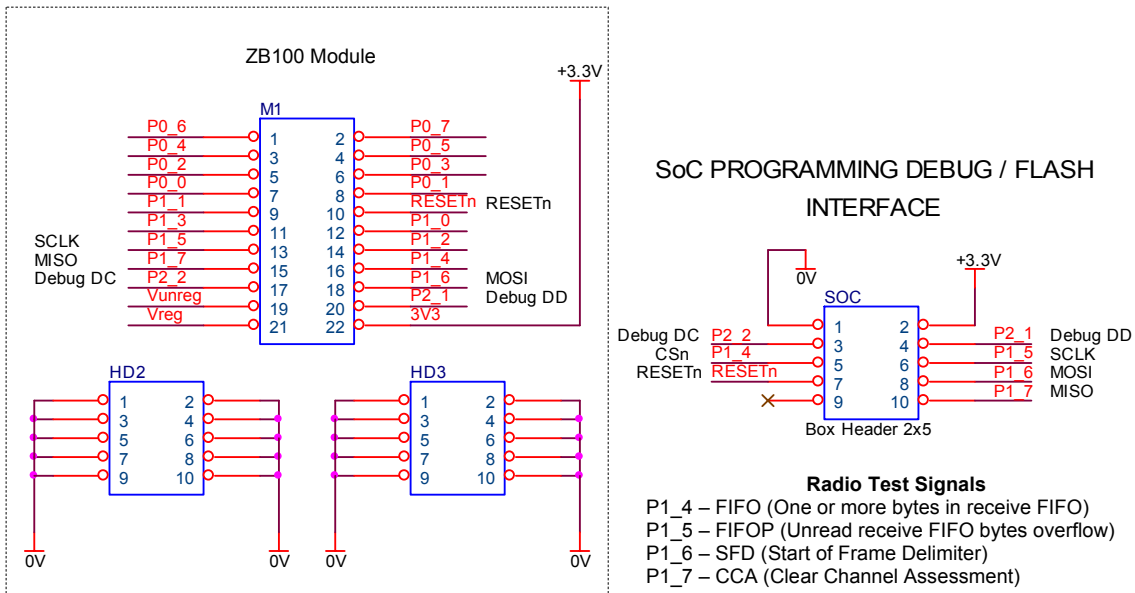 ZB100 Module
+3.3V
M1
P0_6 1 2 P0_7
P0_4 3 4 P0_5
P0_2 5 6 P0_3
P0_0 7 8 P0_1
P1_1 9 10 RESETn RESETn
P1_3 11 12 P1_0
SCLK P1_5 13 14 P1_2
MISO P1_7 15 16 P1_4
Debug DC P2_2 17 18 P1_6 MOSI
Vunreg 19 20 P2_1 Debug DD
Vreg 21 22 3V3
HD2
1 2
3 4
5 6
7 8
9 10
0V 0V
HD3
1 2
3 4
5 6
7 8
9 10
0V 0V
SoC PROGRAMMING DEBUG / FLASH
INTERFACE
0V +3.3V
SOC
1 2
Debug DC P2_2 3 4 P2_1 Debug DD
CSn P1_4 5 6 P1_5 SCLK
RESETn RESETn 7 8 P1_6 MOSI
9 10 P1_7 MISO
Box Header 2x5
Radio Test Signals
P1_4 – FIFO (One or more bytes in receive FIFO)
P1_5 – FIFOP (Unread receive FIFO bytes overflow)
P1_6 – SFD (Start of Frame Delimiter)
P1_7 – CCA (Clear Channel Assessment)